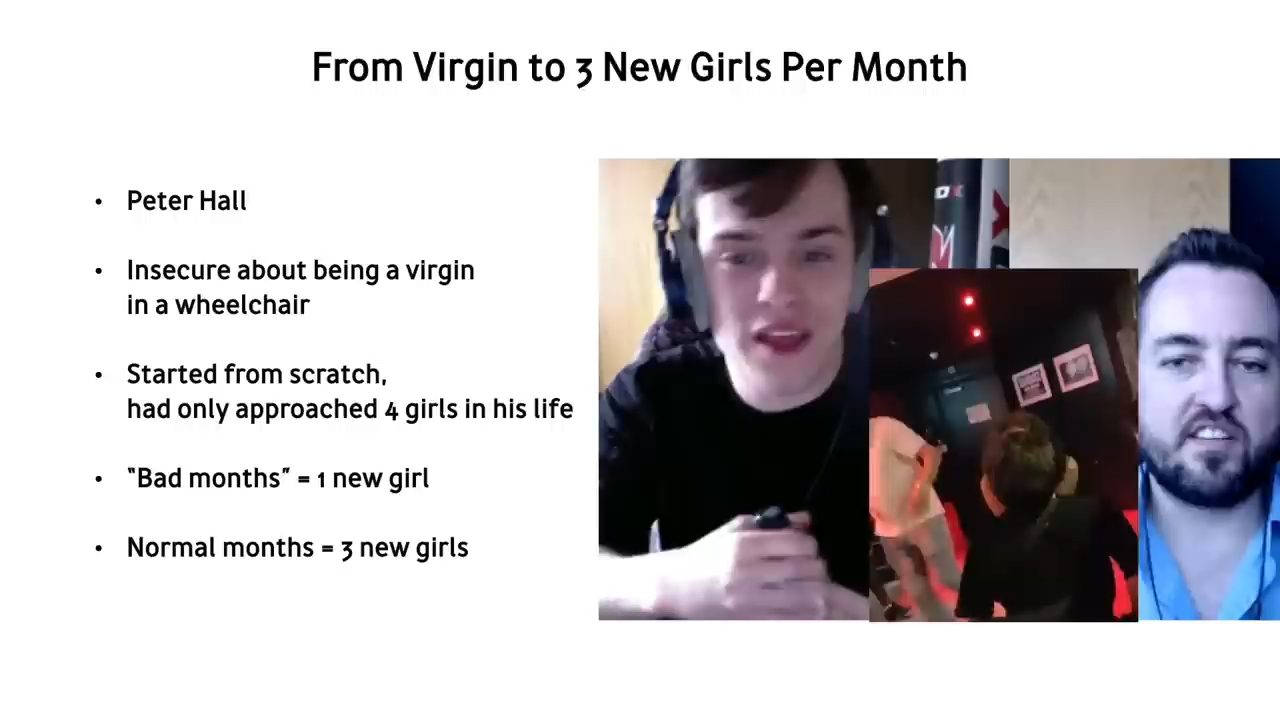 From Virgin to 3 New Girls Per Month
• Peter Hall
• Insecure about being a virgin
in a wheelchair
• Started from scratch,
had only approached 4 girls in his life
• "Bad months" = 1 new girl
• Normal months = 3 new girls